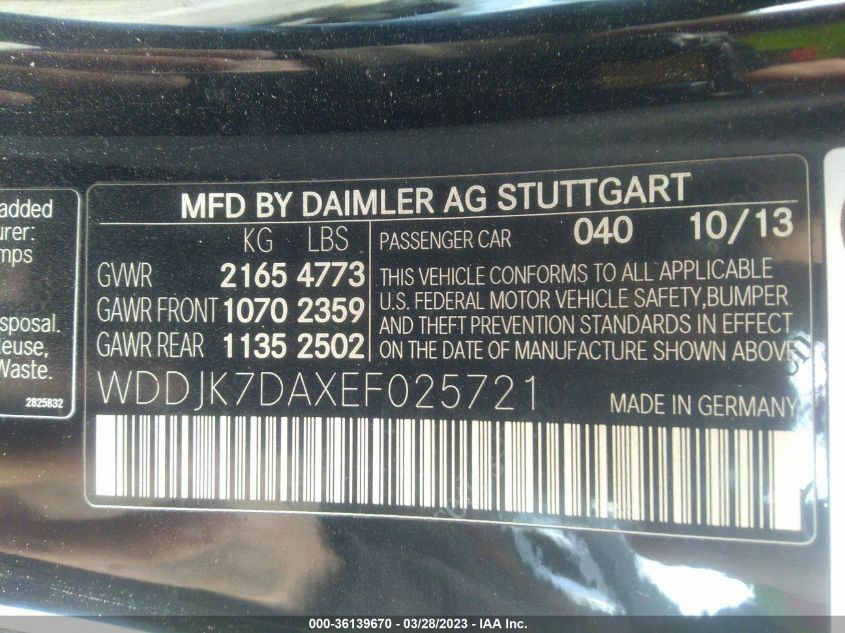 added
urer:
mps
sposal.
Reuse,
Waste.
2825832
MFD BY DAIMLER AG STUTTGART
KG LBS
GVWR 2165 4773
GAWR FRONT 1070 2359
GAWR REAR 1135 2502
PASSENGER CAR 040 10/13
THIS VEHICLE CONFORMS TO ALL APPLICABLE
U.S. FEDERAL MOTOR VEHICLE SAFETY,BUMPER
AND THEFT PREVENTION STANDARDS IN EFFECT
ON THE DATE OF MANUFACTURE SHOWN ABOVE
WDDJK7DAXEF025721
MADE IN GERMANY
000-36139670 / 03/28/2023 - IAA Inc.